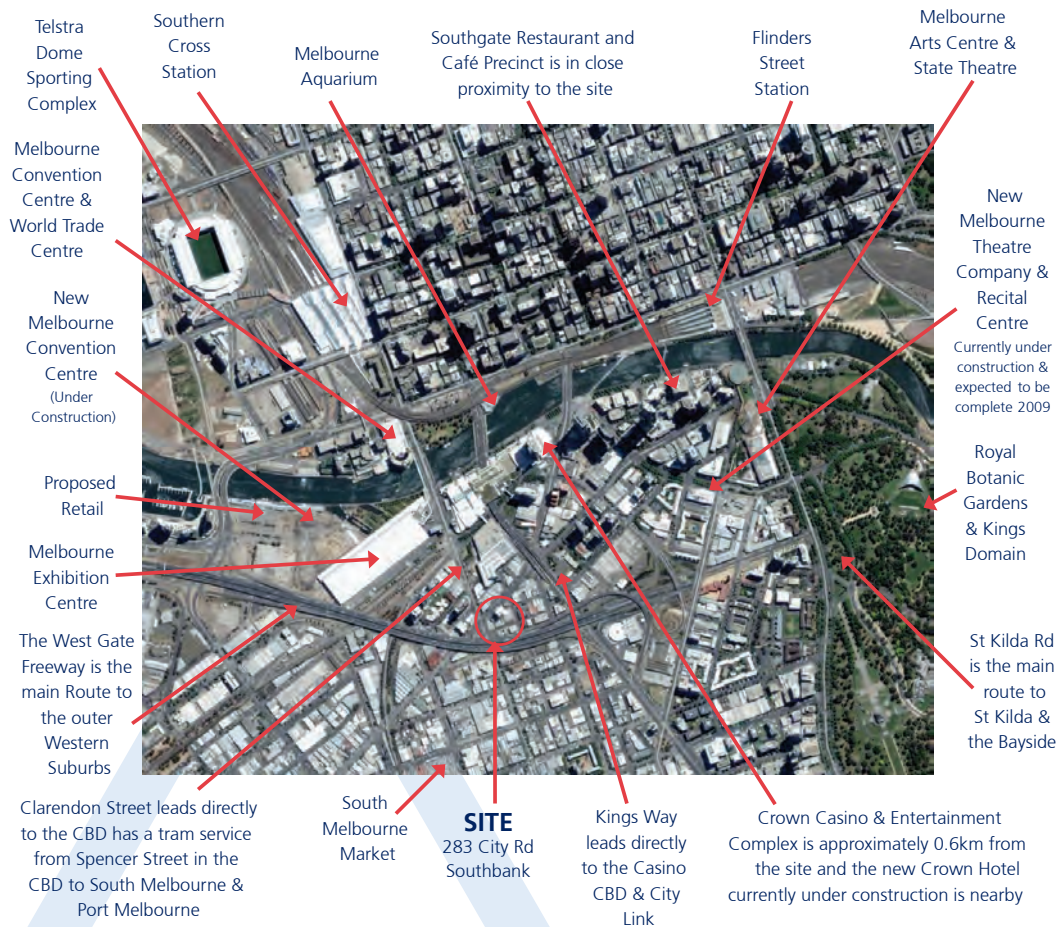 Telstra
Dome
Sporting
Complex
Southern
Cross
Station
Melbourne
Aquarium
Southgate Restaurant and
Café Precinct is in close
proximity to the site
Flinders
Street
Station
Melbourne
Arts Centre &
State Theatre
Melbourne
Convention
Centre &
World Trade
Centre
New
Melbourne
Convention
Centre
(Under
Construction)
Proposed
Retail
Melbourne
Exhibition
Centre
The West Gate
Freeway is the
main Route to
the outer
Western
Suburbs
New
Melbourne
Theatre
Company &
Recital
Centre
Currently under
construction &
expected to be
complete 2009
Royal
Botanic
Gardens
& Kings
Domain
St Kilda Rd
is the main
route to
St Kilda &
the Bayside
Clarendon Street leads directly
to the CBD has a tram service
from Spencer Street in the
CBD to South Melbourne &
Port Melbourne
South
Melbourne
Market
SITE
283 City Rd
Southbank
Kings Way
leads directly
to the Casino
CBD & City
Link
Crown Casino & Entertainment
Complex is approximately 0.6km from
the site and the new Crown Hotel
currently under construction is nearby